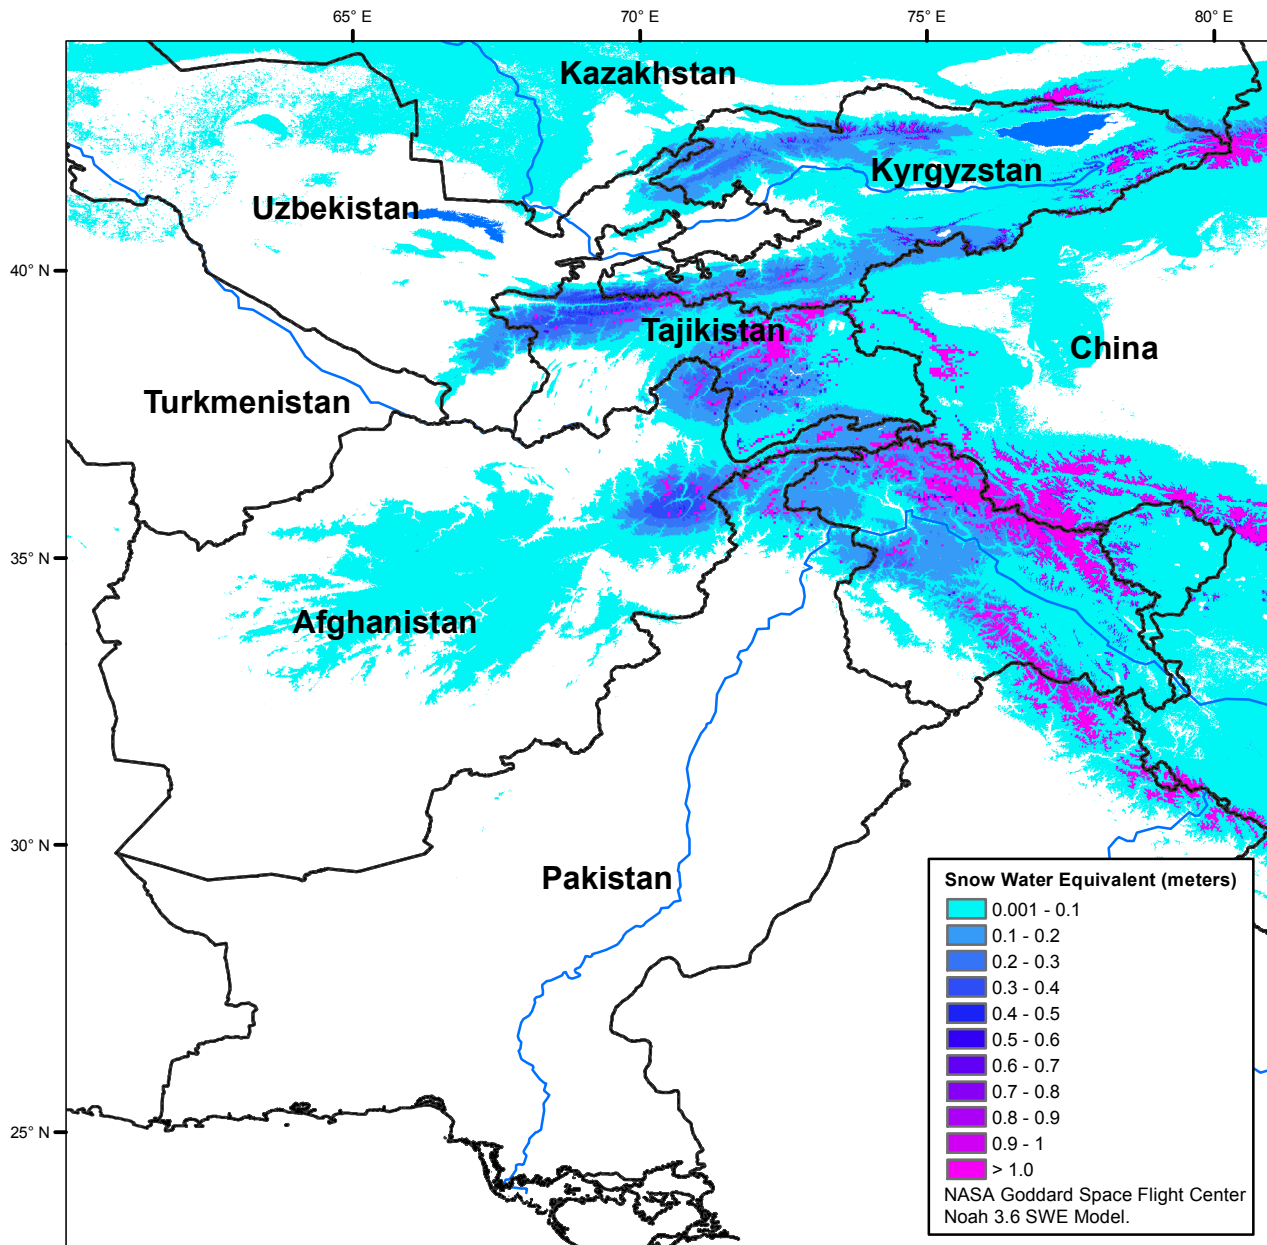 65° E
70° E
75° E
80° E
Kazakhstan
Kyrgyzstan
Uzbekistan
40° N
Tajikistan
China
Turkmenistan
35° N
Afghanistan
30° N
Pakistan
25° N
Snow Water Equivalent (meters)
0.001 - 0.1
0.1 - 0.2
0.2 - 0.3
0.3 - 0.4
0.4 - 0.5
0.5 - 0.6
0.6 - 0.7
0.7 - 0.8
0.8 - 0.9
0.9 - 1
> 1.0
NASA Goddard Space Flight Center
Noah 3.6 SWE Model.